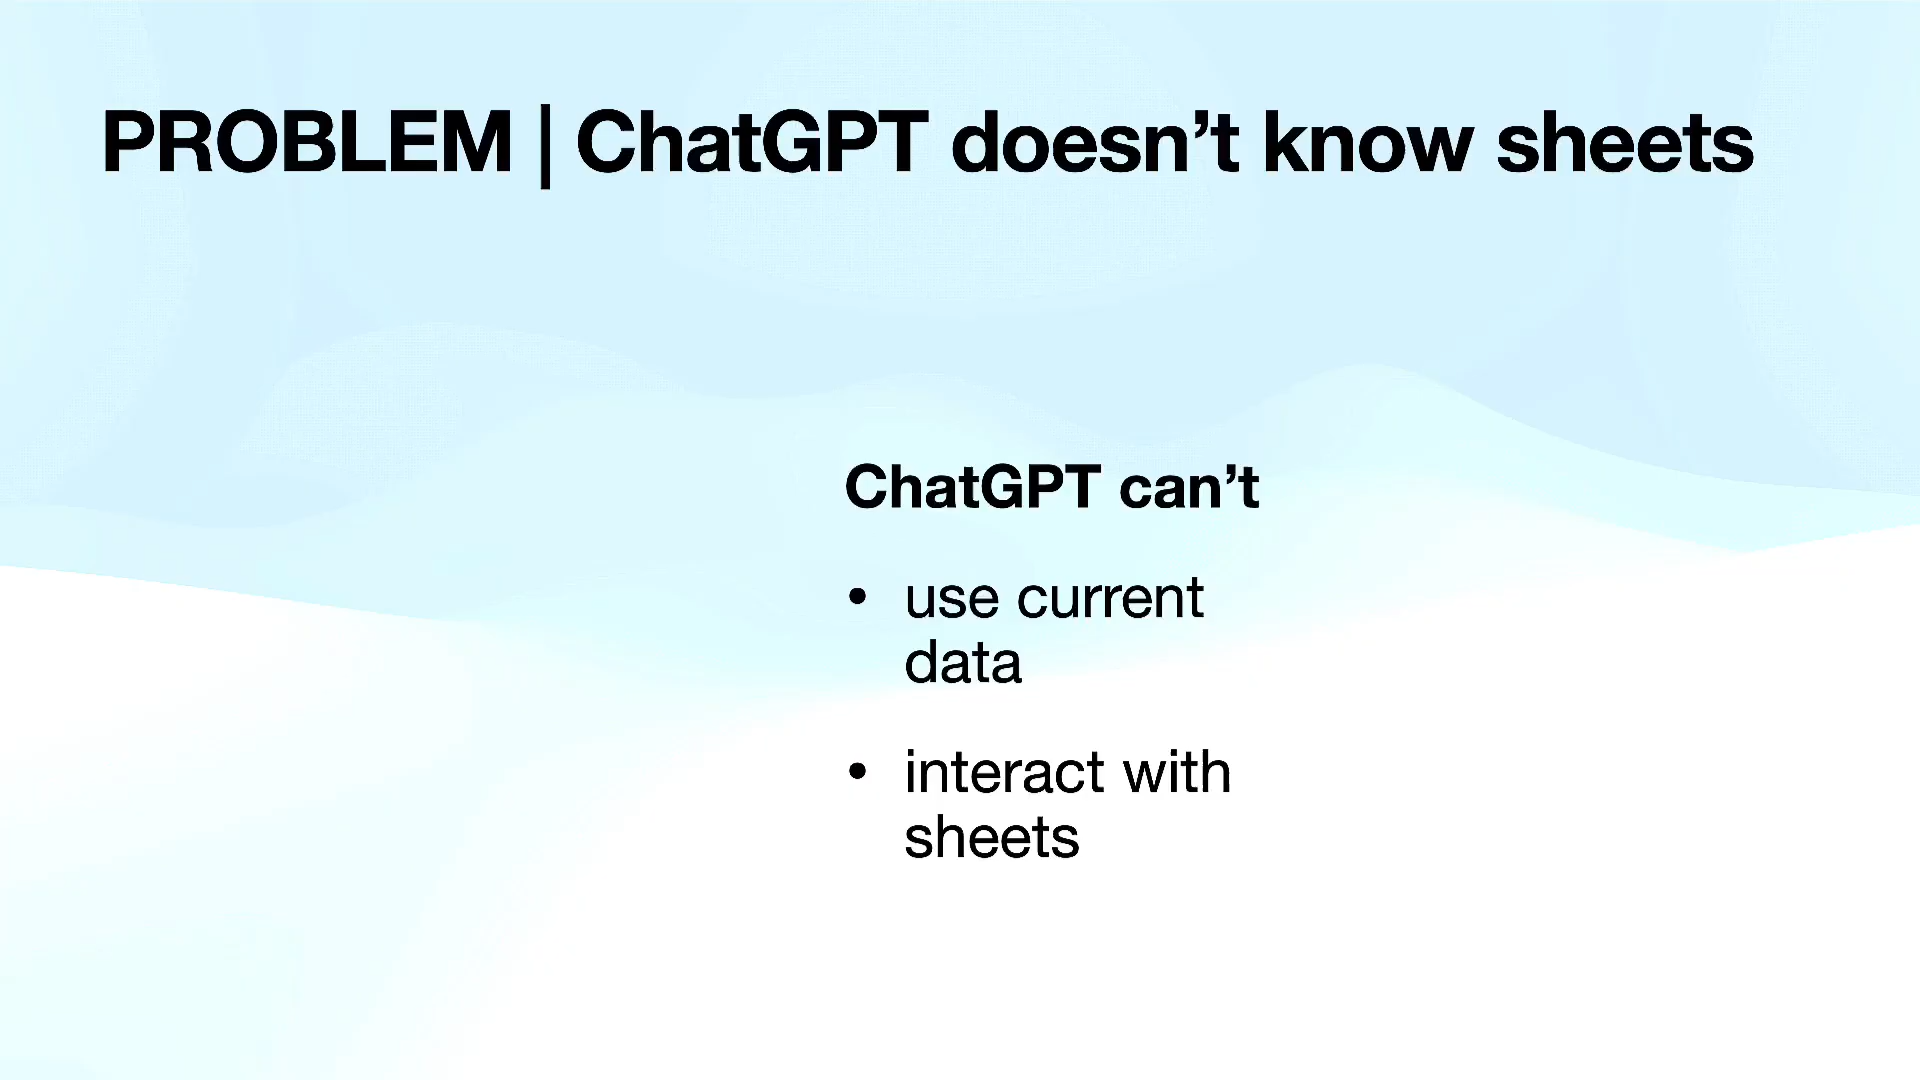 PROBLEM | ChatGPT doesn’t know sheets
ChatGPT can’t
• use current
data
• interact with
sheets